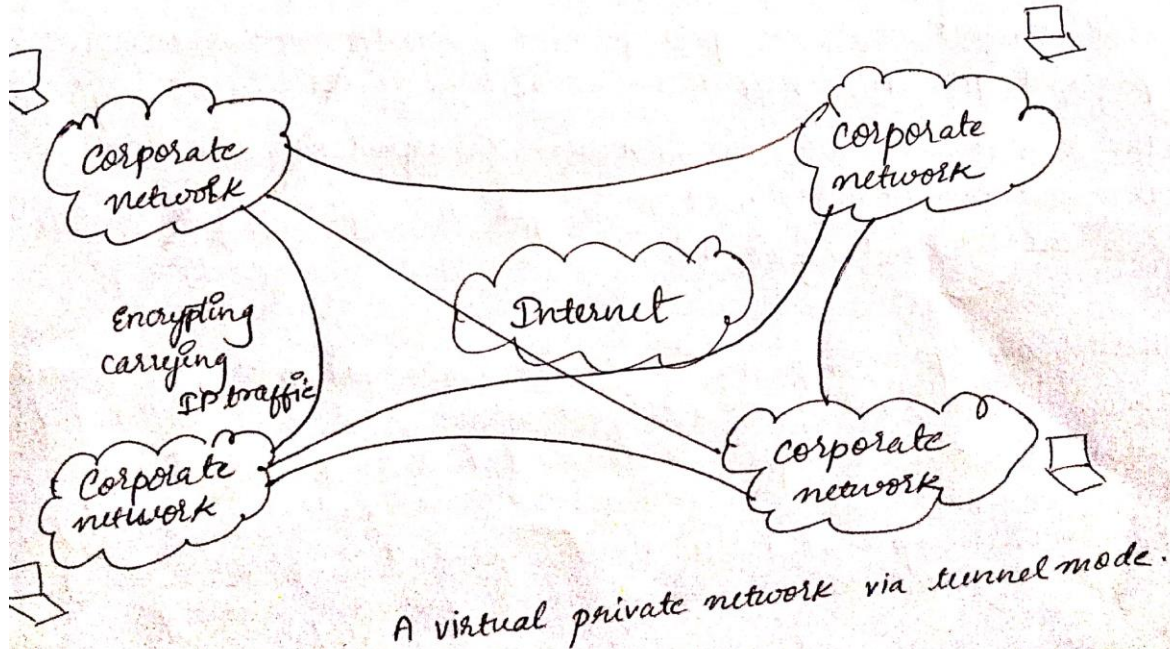 Corporate
network
Corporate
network
Internet
Encrypting
carrying
IP traffic
Corporate
network
Corporate
network
A virtual private network via tunnel mode.